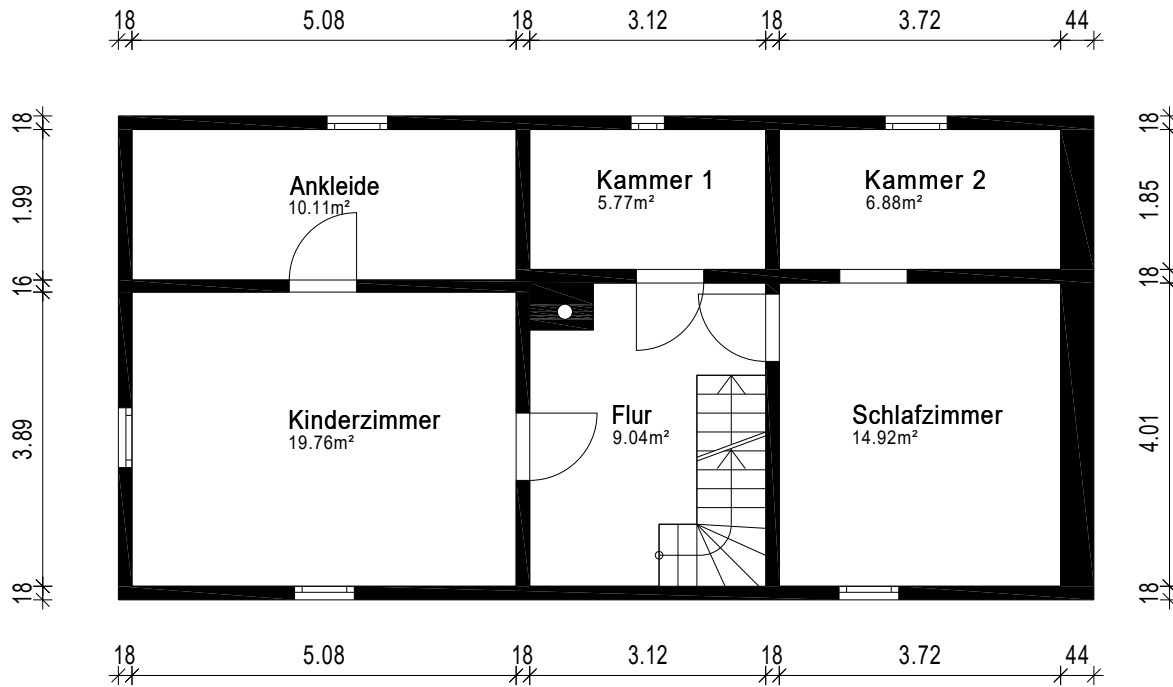 18 5.08 18 3.12 18 3.72 44
18
1.99
16
3.89
18
Ankleide
10.11m²
Kammer 1
5.77m²
Kammer 2
6.88m²
Kinderzimmer
19.76m²
Flur
9.04m²
Schlafzimmer
14.92m²
18
1.85
18
4.01
18
18 5.08 18 3.12 18 3.72 44